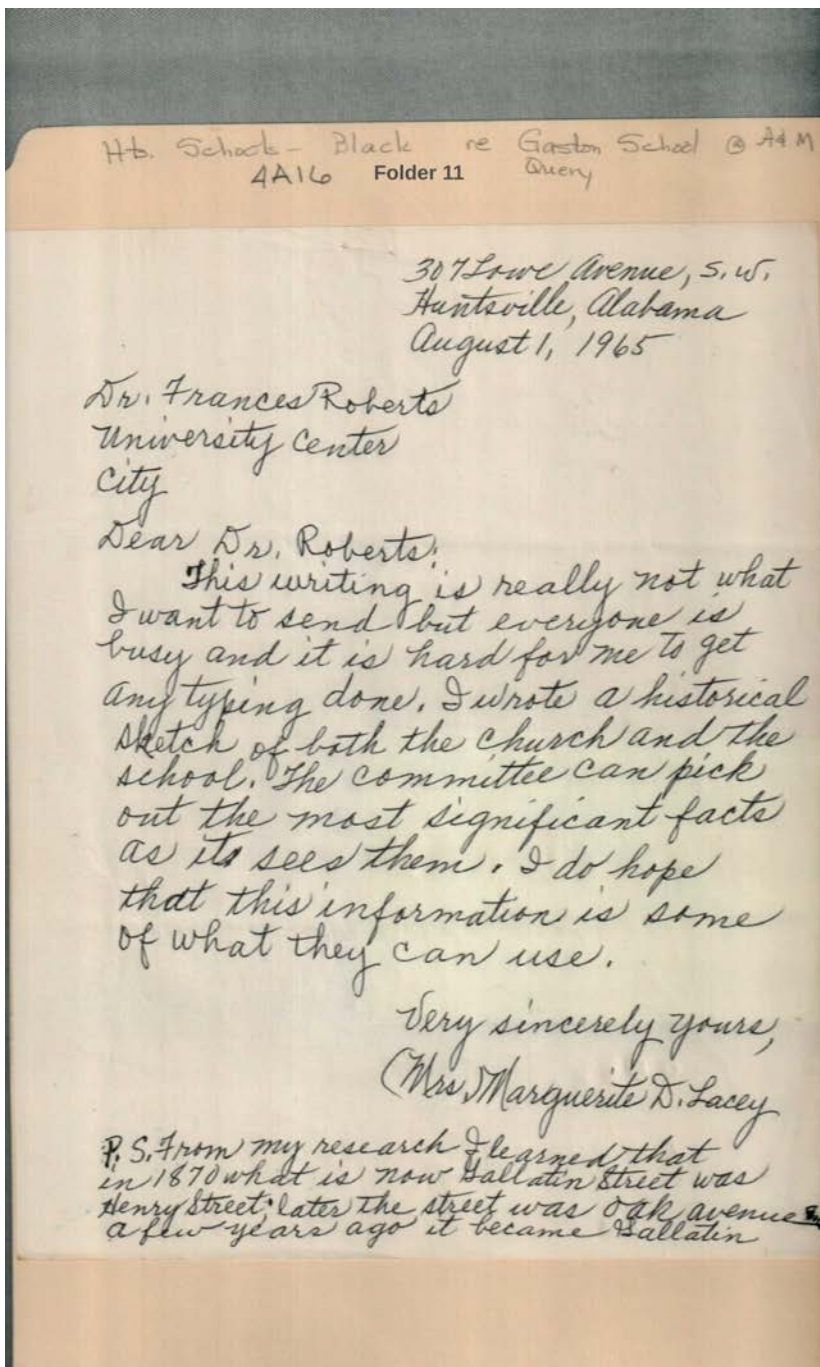 Hb. Schools - Black re Gaston School @ A&M
4A16 Folder 11 Query
307 Lowe Avenue, S.W.
Huntsville, Alabama
August 1, 1965
Dr. Frances Roberts
University Center
City
Dear Dr. Roberts:
This writing is really not what
I want to send but everyone is
busy and it is hard for me to get
any typing done. I wrote a historical
sketch of both the church and the
school. The committee can pick
out the most significant facts
as its sees them. I do hope
that this information is some
of what they can use.
Very sincerely yours,
(Mrs.) Marguerite D. Lacey
P.S. From my research I learned that
in 1870 what is now Gallatin Street was
Henry Street; later the street was Oak avenue
a few years ago it became Gallatin